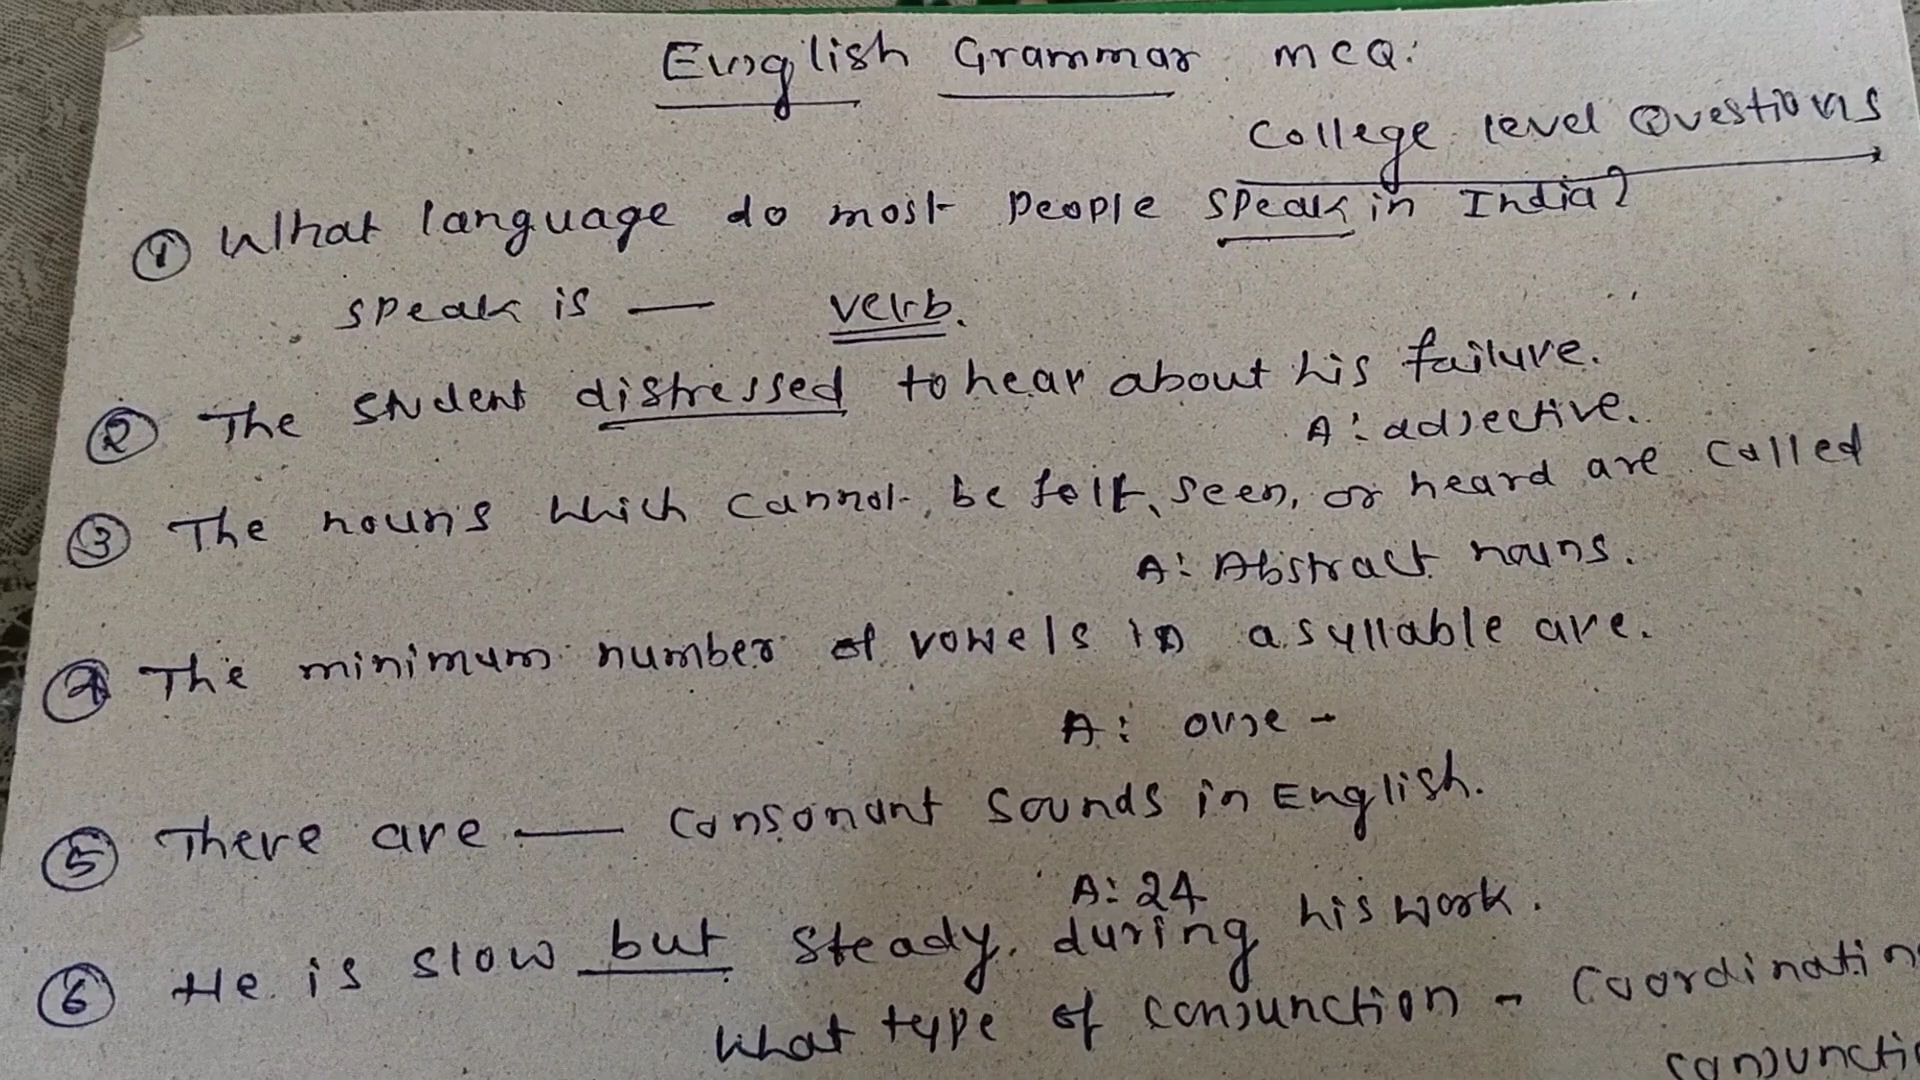 English Grammar MCQ:
College level Questions
① What language do most people speak in India?
speak is — verb.
② The student distressed to hear about his failure.
A: adjective.
③ The nouns which cannot be felt, seen, or heard are called
A: Abstract nouns.
④ The minimum number of vowels in a syllable are.
A: one -
⑤ There are — consonant sounds in English.
A: 24
⑥ He is slow but steady. during his work.
What type of conjunction - Coordinatin
conjuncti